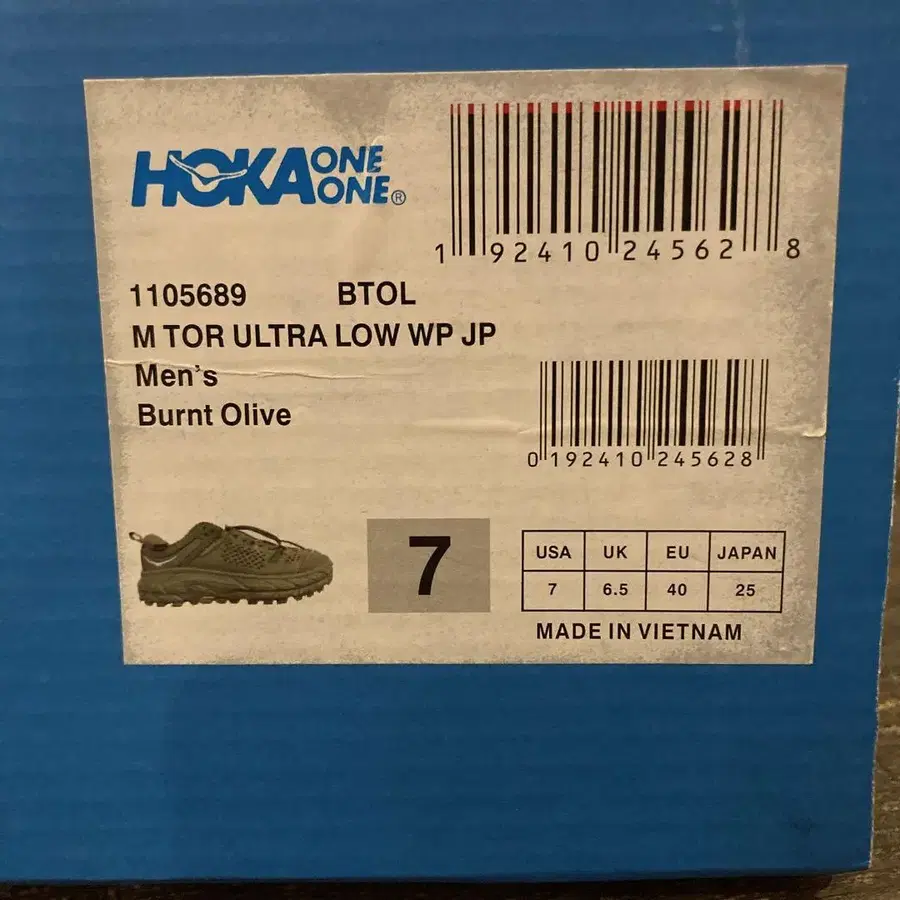 HOKA ONE ONE®
1 92410 24562 8
1105689 BTOL
M TOR ULTRA LOW WP JP
Men's
Burnt Olive
0 192410 245628
7
USA UK EU JAPAN
7 6.5 40 25
MADE IN VIETNAM